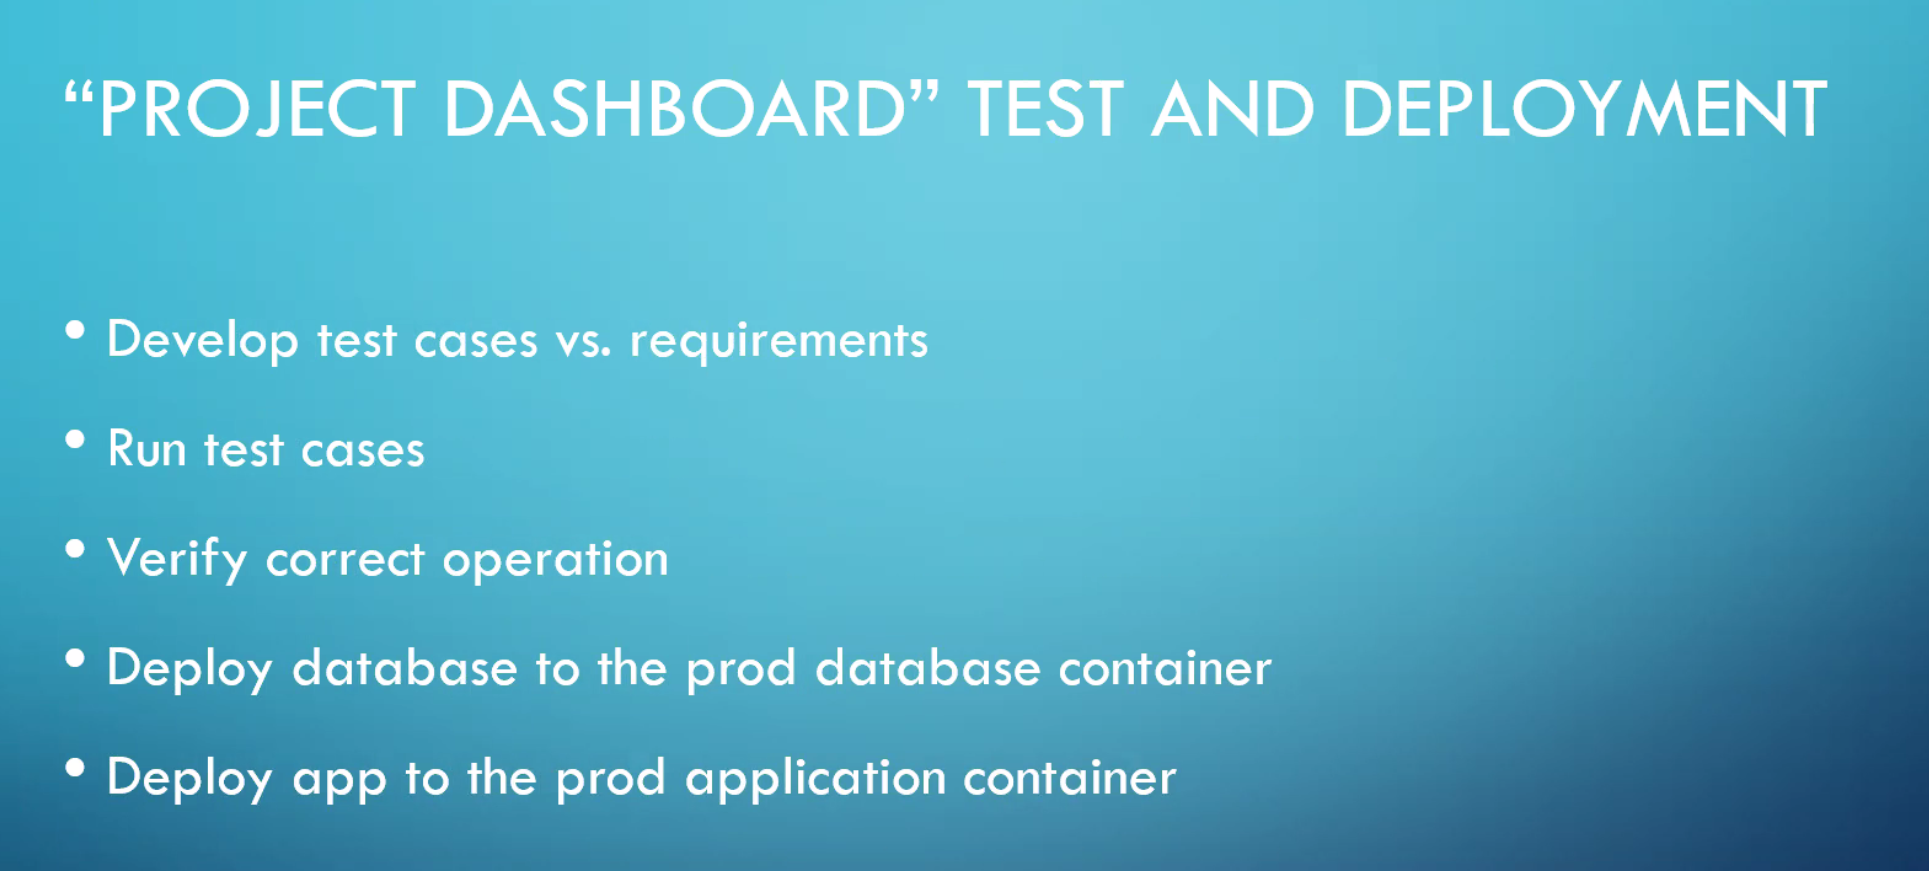 “PROJECT DASHBOARD” TEST AND DEPLOYMENT
• Develop test cases vs. requirements
• Run test cases
• Verify correct operation
• Deploy database to the prod database container
• Deploy app to the prod application container